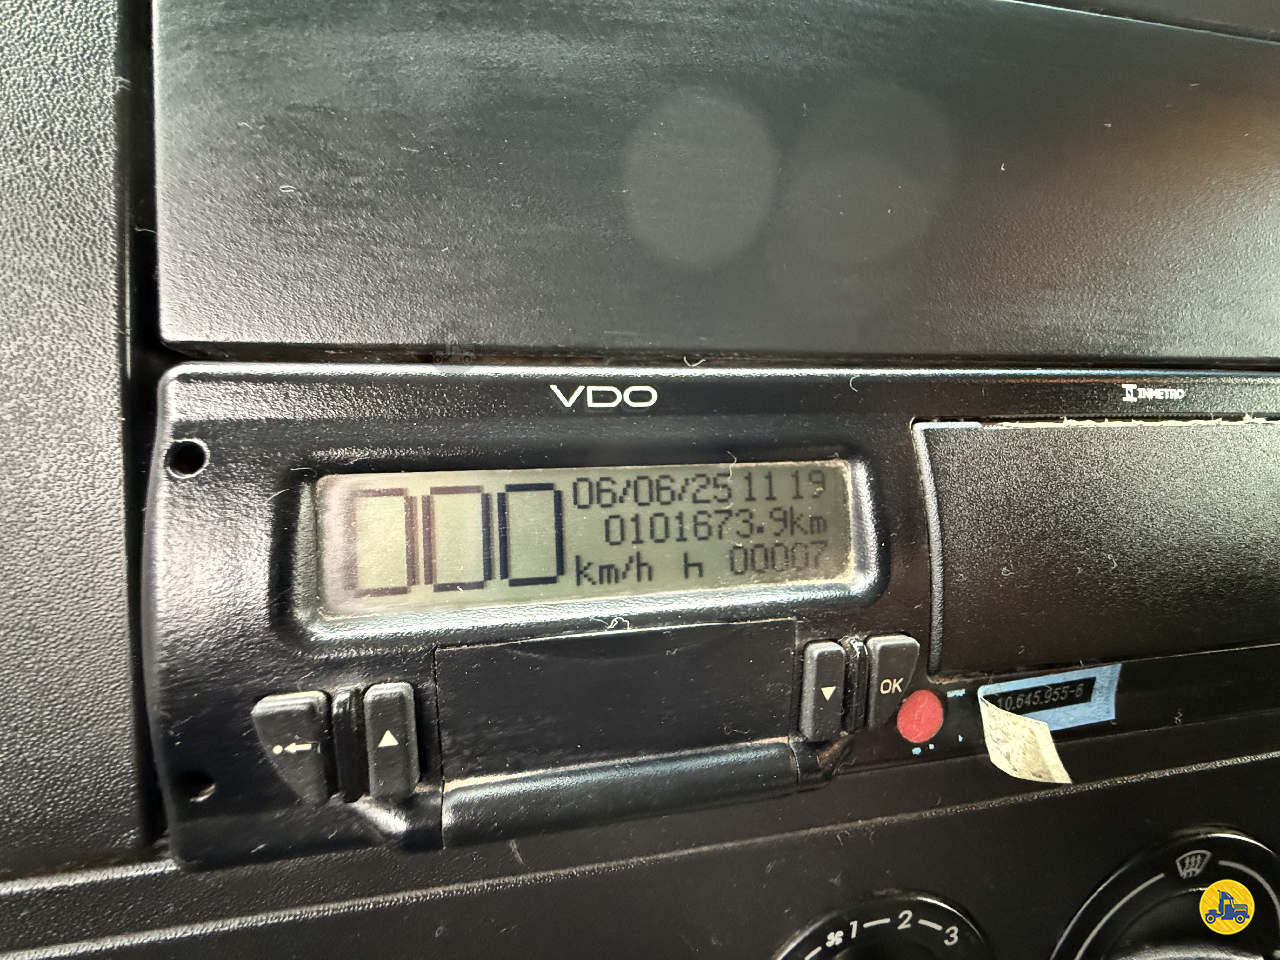 VDO
INMETRO
000
06/06/25 11 19
0101673.9km
km/h h 00007
OK
10.645.955-6
1 2 3